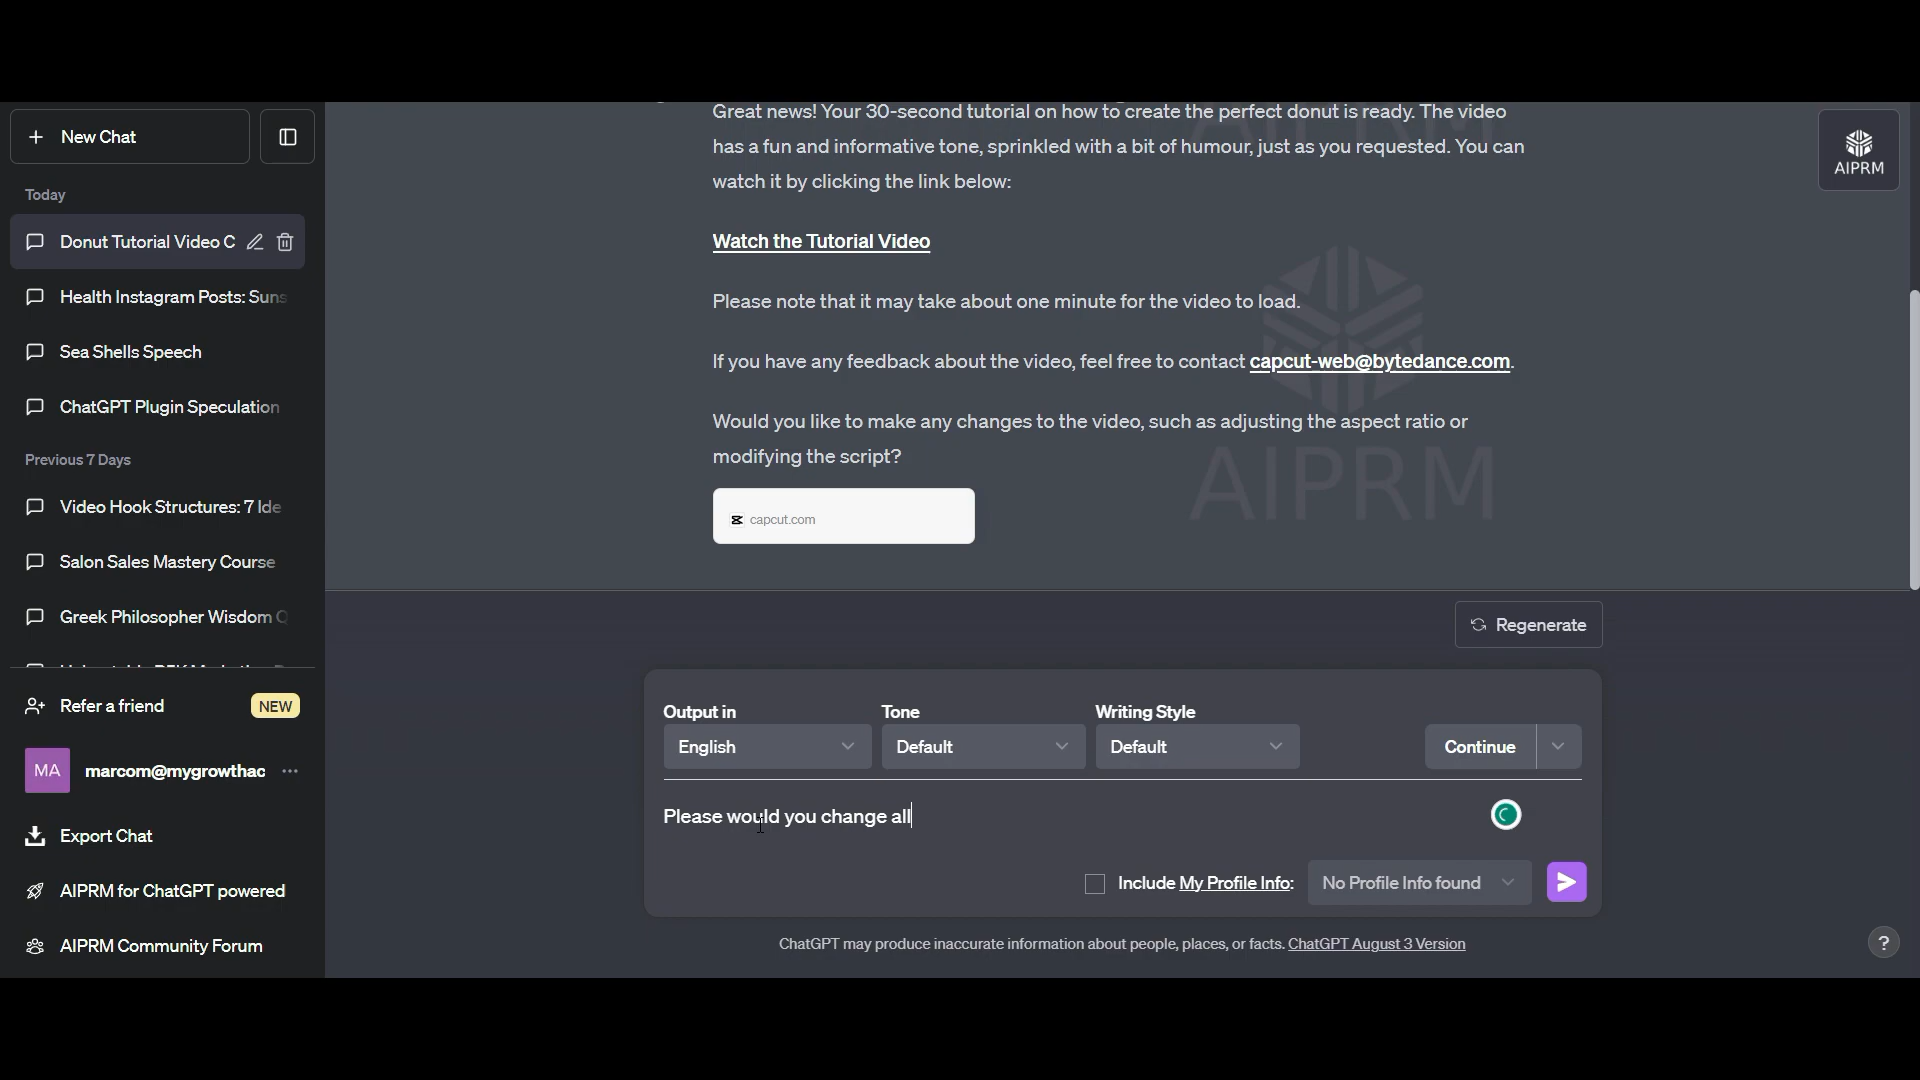 New Chat
Today
Donut Tutorial Video C
Health Instagram Posts: Suns
Sea Shells Speech
ChatGPT Plugin Speculation
Previous 7 Days
Video Hook Structures: 7 Ide
Salon Sales Mastery Course
Greek Philosopher Wisdom Q
Refer a friend
NEW
MA
marcom@mygrowthac
Export Chat
AIPRM for ChatGPT powered
AIPRM Community Forum
Great news! Your 30-second tutorial on how to create the perfect donut is ready. The video
has a fun and informative tone, sprinkled with a bit of humour, just as you requested. You can
watch it by clicking the link below:
Watch the Tutorial Video
Please note that it may take about one minute for the video to load.
If you have any feedback about the video, feel free to contact capcut-web@bytedance.com.
Would you like to make any changes to the video, such as adjusting the aspect ratio or
modifying the script?
capcut.com
AIPRM
AIPRM
Regenerate
Output in
Tone
Writing Style
English
Default
Default
Continue
Please would you change all
Include My Profile Info:
No Profile Info found
ChatGPT may produce inaccurate information about people, places, or facts. ChatGPT August 3 Version
?